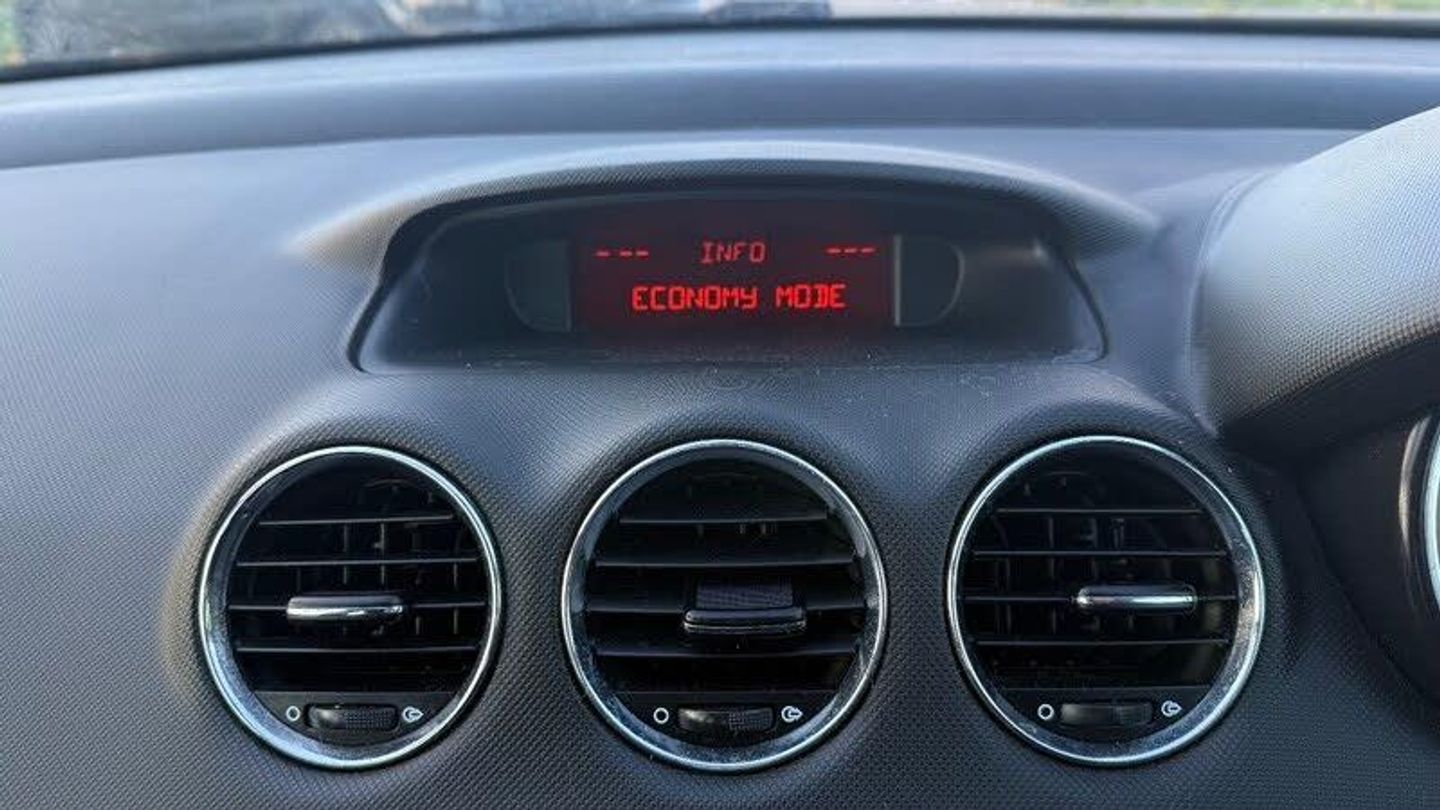 --- INFO ---
ECONOMY MODE